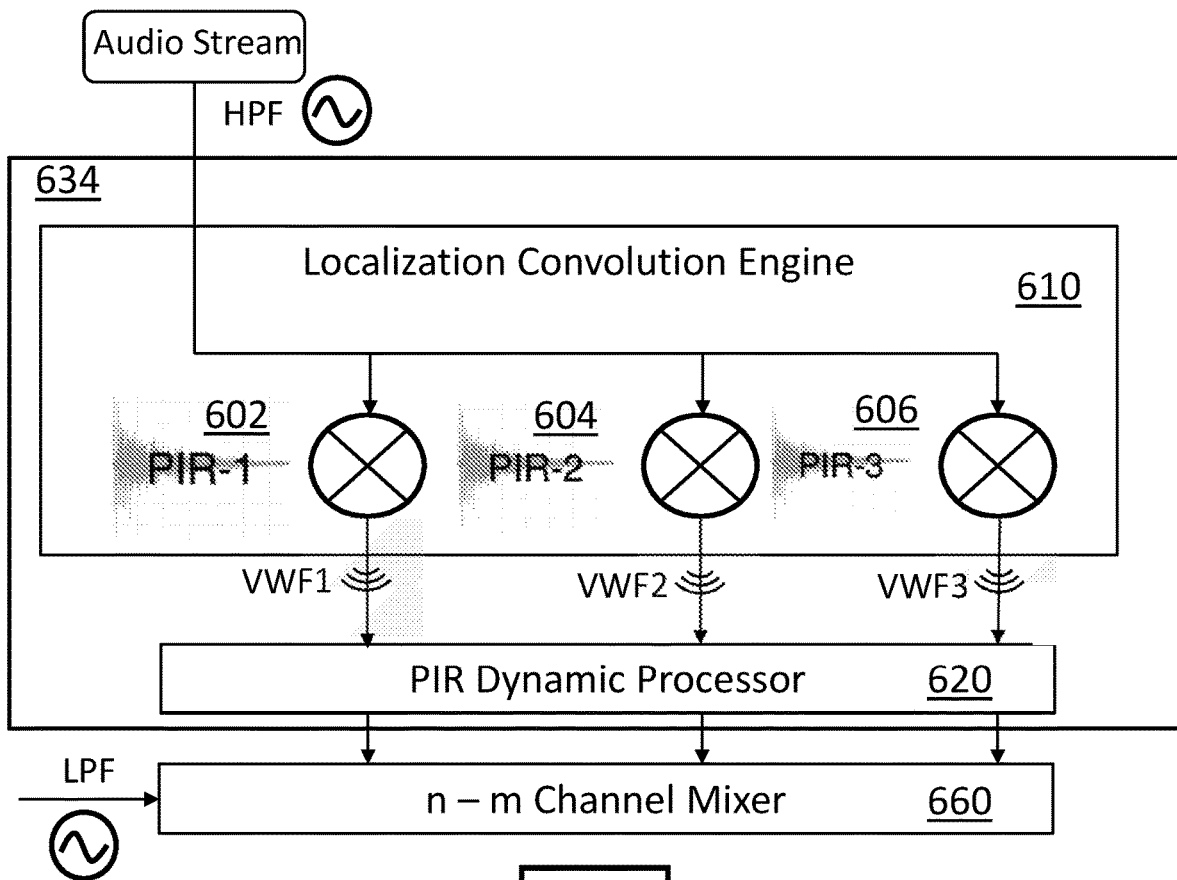 Audio Stream
HPF
634
Localization Convolution Engine
610
602
604
606
PIR-1
PIR-2
PIR-3
VWF1
VWF2
VWF3
PIR Dynamic Processor 620
LPF
n – m Channel Mixer 660